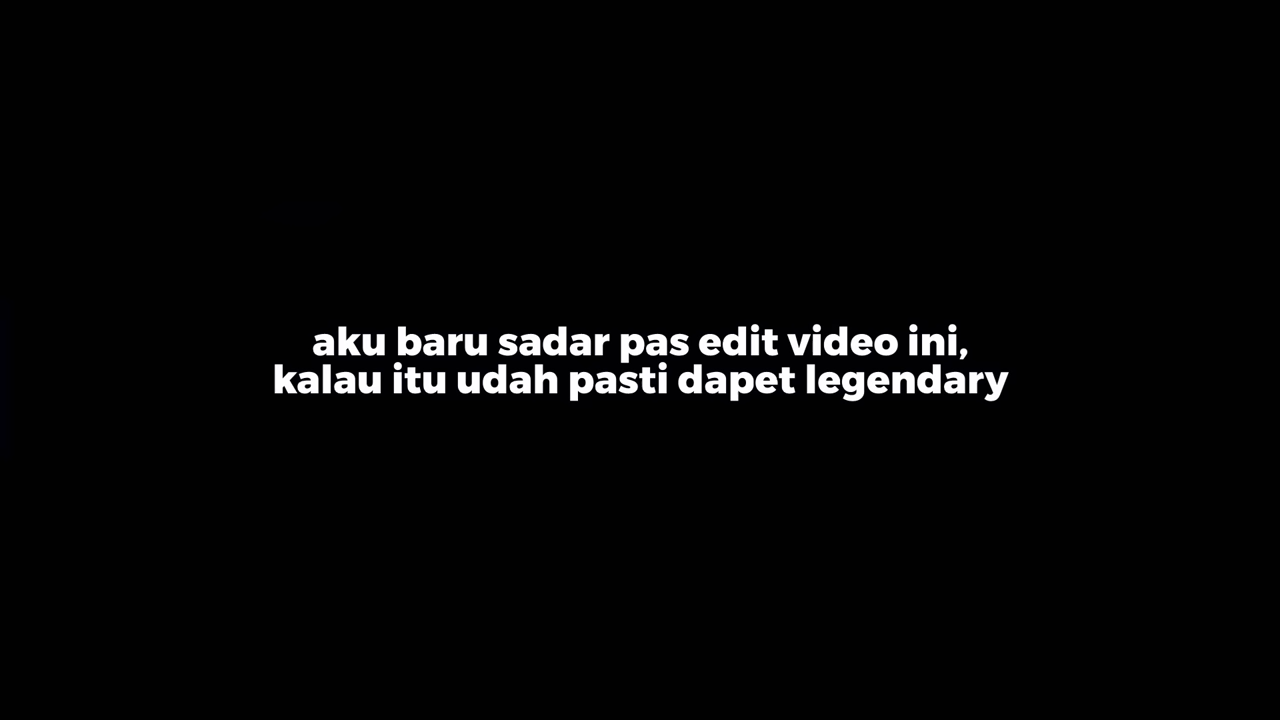 aku baru sadar pas edit video ini,
kalau itu udah pasti dapet legendary